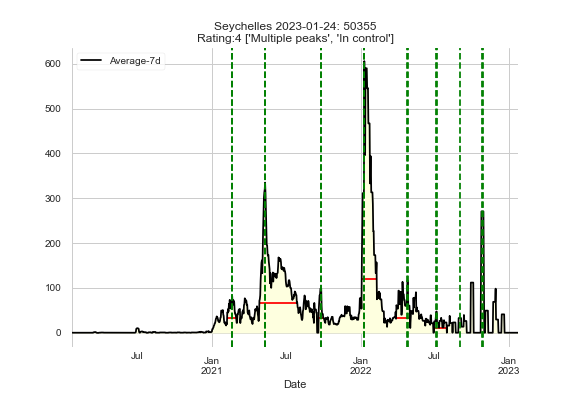 Seychelles 2023-01-24: 50355
Rating:4 ['Multiple peaks', 'In control']
Average-7d
600
500
400
300
200
100
0
Jul
Jan
2021
Jul
Jan
2022
Jul
Jan
2023
Date